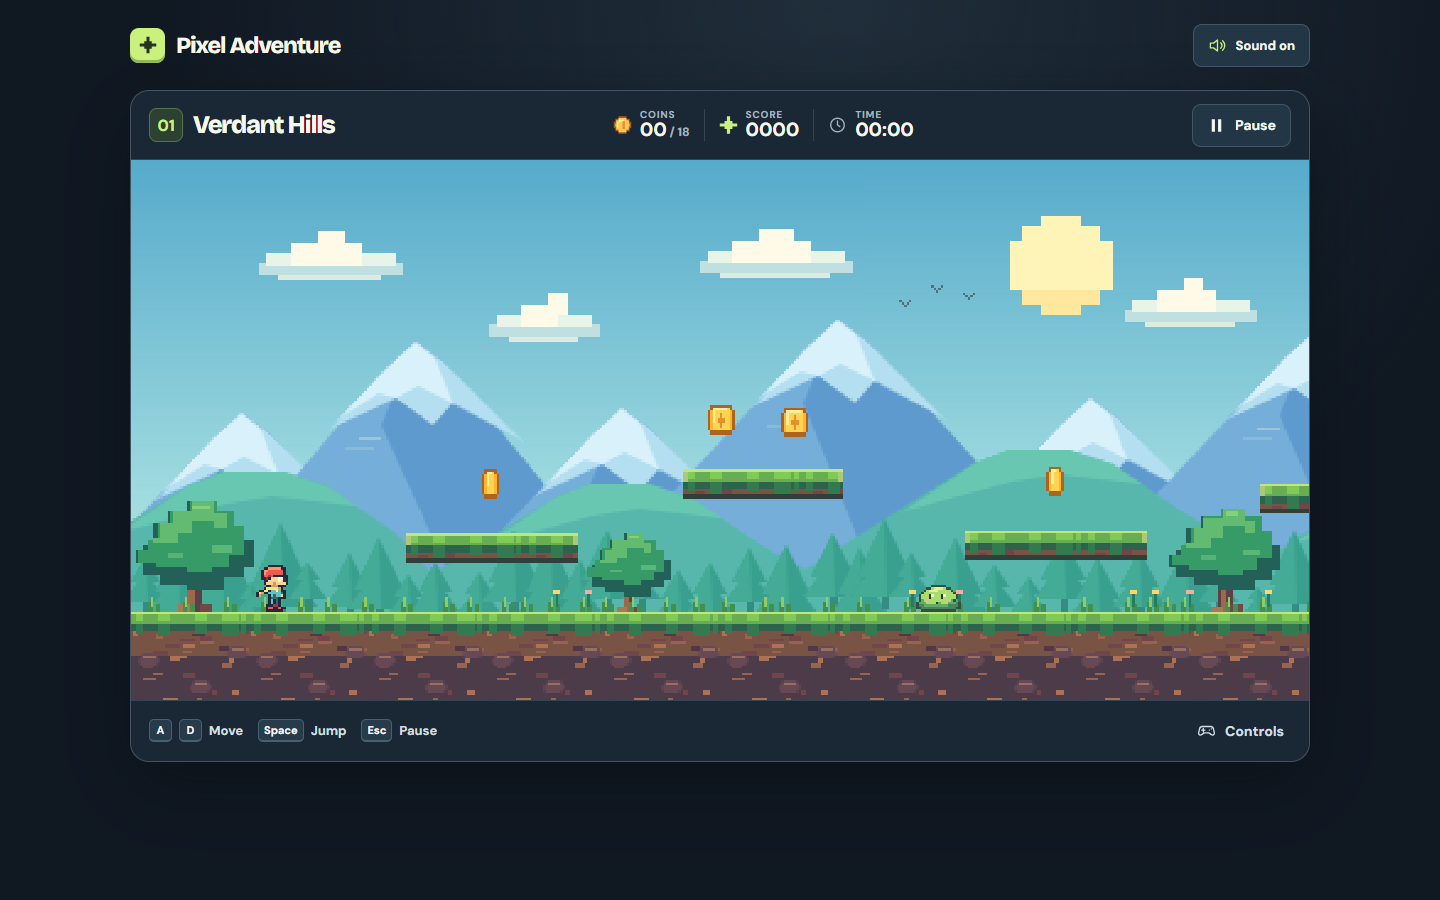 Pixel Adventure
Sound on
01 Verdant Hills
COINS
00 / 18
SCORE
0000
TIME
00:00
Pause
A D Move Space Jump Esc Pause
Controls